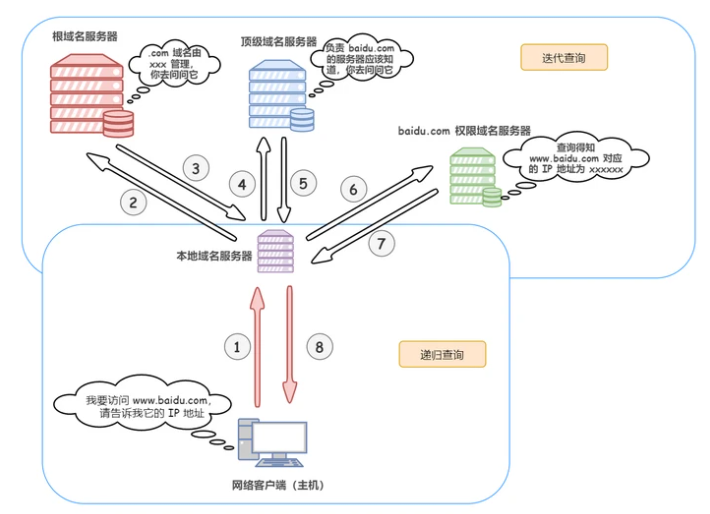 根域名服务器
.com 域名由
xxx 管理，
你去问问它
顶级域名服务器
负责 baidu.com
的服务器应该知
道，你去问问它
迭代查询
baidu.com 权限域名服务器
查询得知
www.baidu.com 对应
的 IP 地址为 xxxxxx
3
2
4
5
6
7
本地域名服务器
1
8
递归查询
我要访问 www.baidu.com，
请告诉我它的 IP 地址
网络客户端（主机）